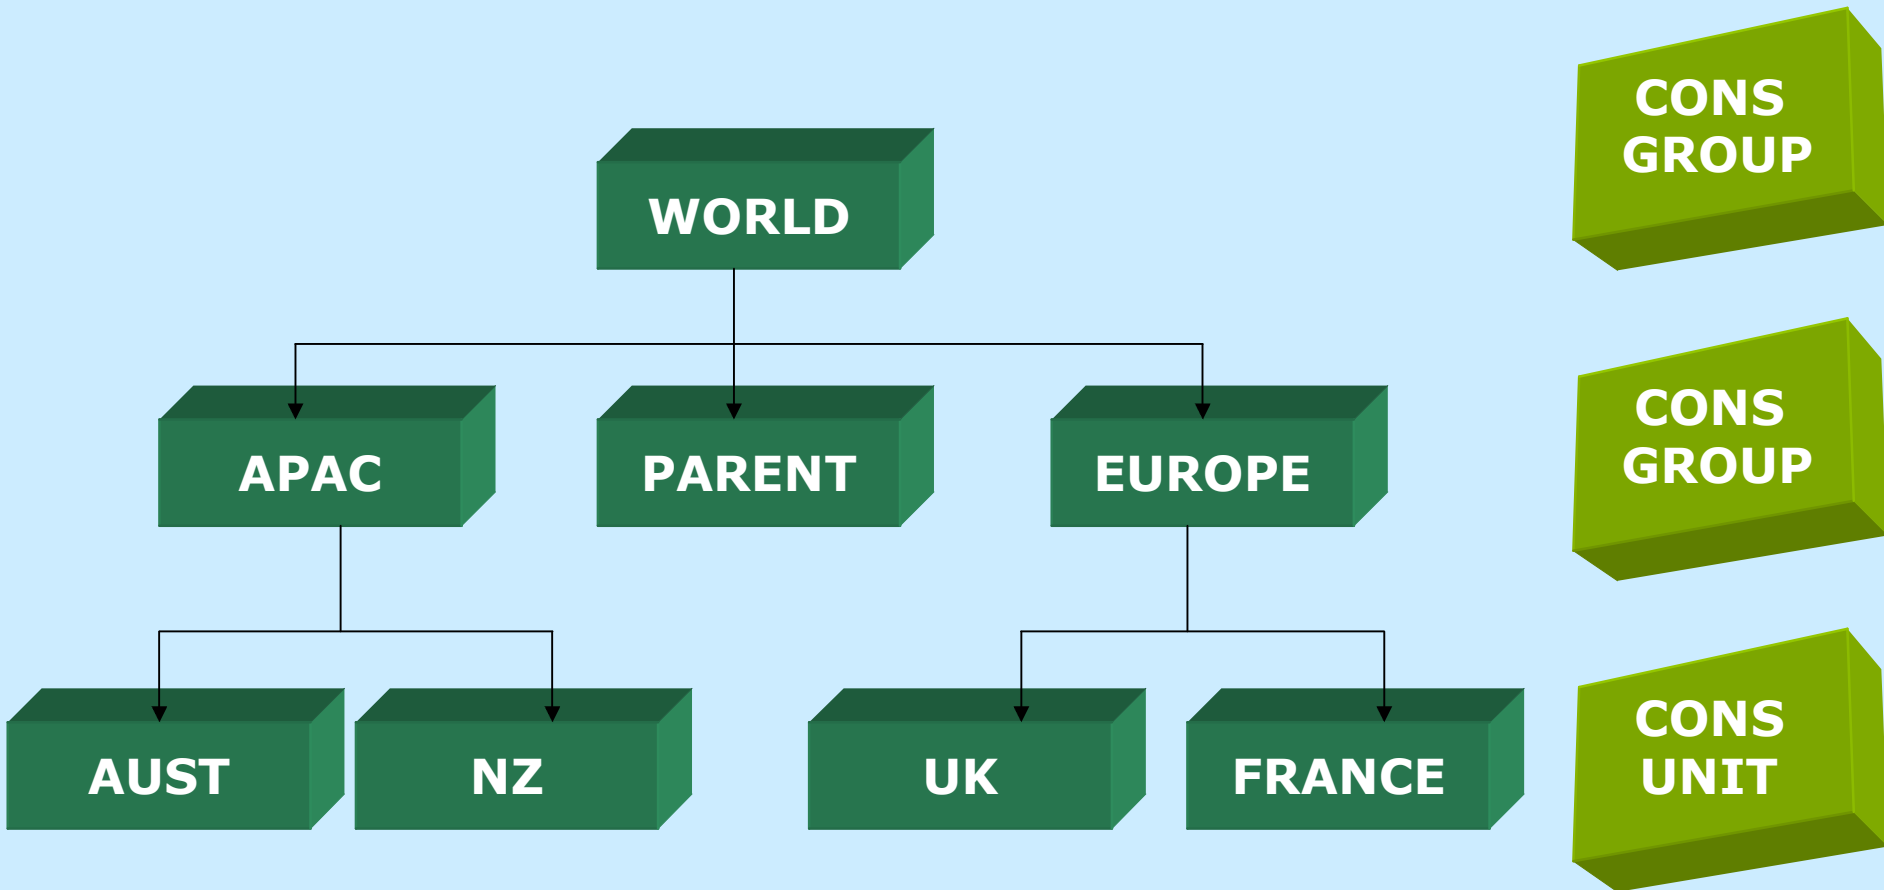 CONS
GROUP
WORLD
APAC
PARENT
EUROPE
CONS
GROUP
AUST
NZ
UK
FRANCE
CONS
UNIT